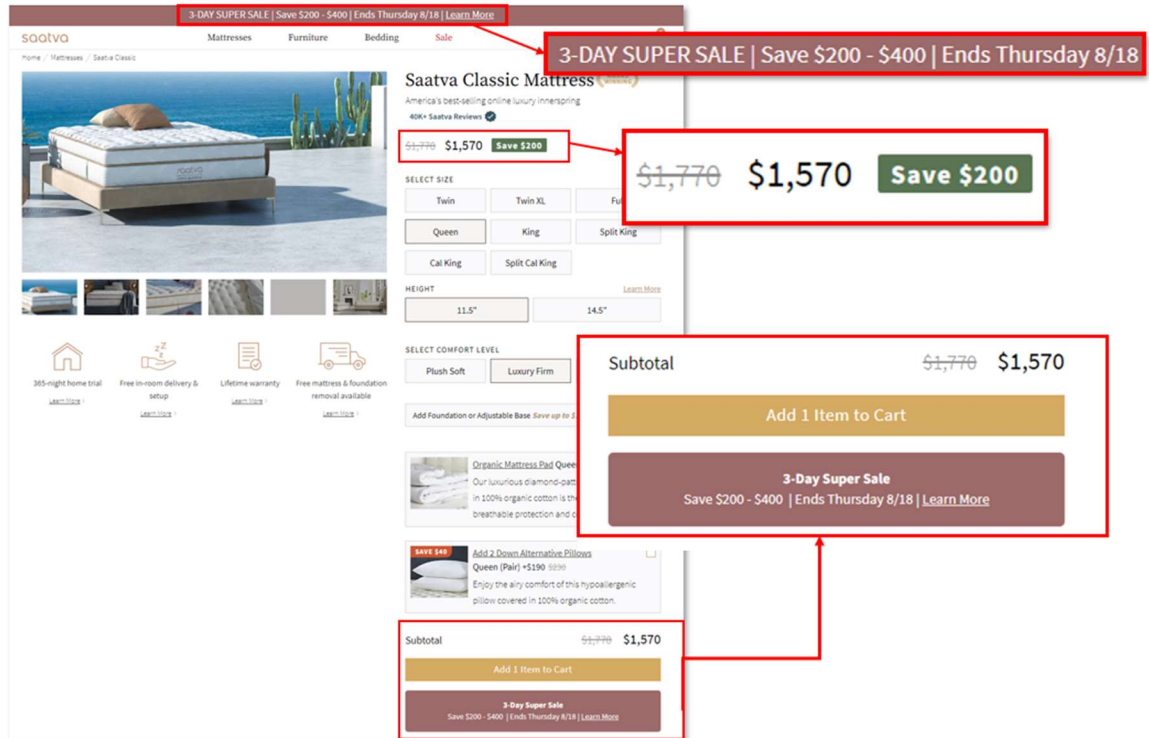 3-DAY SUPER SALE | Save $200 - $400 | Ends Thursday 8/18 | Learn More
saatva
Mattresses
Furniture
Bedding
Sale
3-DAY SUPER SALE | Save $200 - $400 | Ends Thursday 8/18
Home / Mattresses / Saatva Classic
Saatva Classic Mattress
America's best-selling online luxury innerspring
40K+ Saatva Reviews
$1,770 $1,570 Save $200
$1,770 $1,570 Save $200
SELECT SIZE
Twin
Twin XL
Queen
King
Split King
Cal King
Split Cal King
HEIGHT
Learn More
11.5"
14.5"
SELECT COMFORT LEVEL
Plush Soft
Luxury Firm
365-night home trial
Learn More
Free in-room delivery &
setup
Learn More
Lifetime warranty
Learn More
Free mattress & foundation
removal available
Learn More
Add Foundation or Adjustable Base Save up to
Subtotal $1,770 $1,570
Add 1 Item to Cart
3-Day Super Sale
Save $200 - $400 | Ends Thursday 8/18 | Learn More
Organic Mattress Pad
Our luxurious diamond-
in 100% organic cotton is
breathable protection and
SAVE $40
Add 2 Down Alternative Pillows
Queen (Pair) +$190 $230
Enjoy the airy comfort of this hypoallergenic
pillow covered in 100% organic cotton.
Subtotal $1,770 $1,570
Add 1 Item to Cart
3-Day Super Sale
Save $200 - $400 | Ends Thursday 8/18 | Learn More